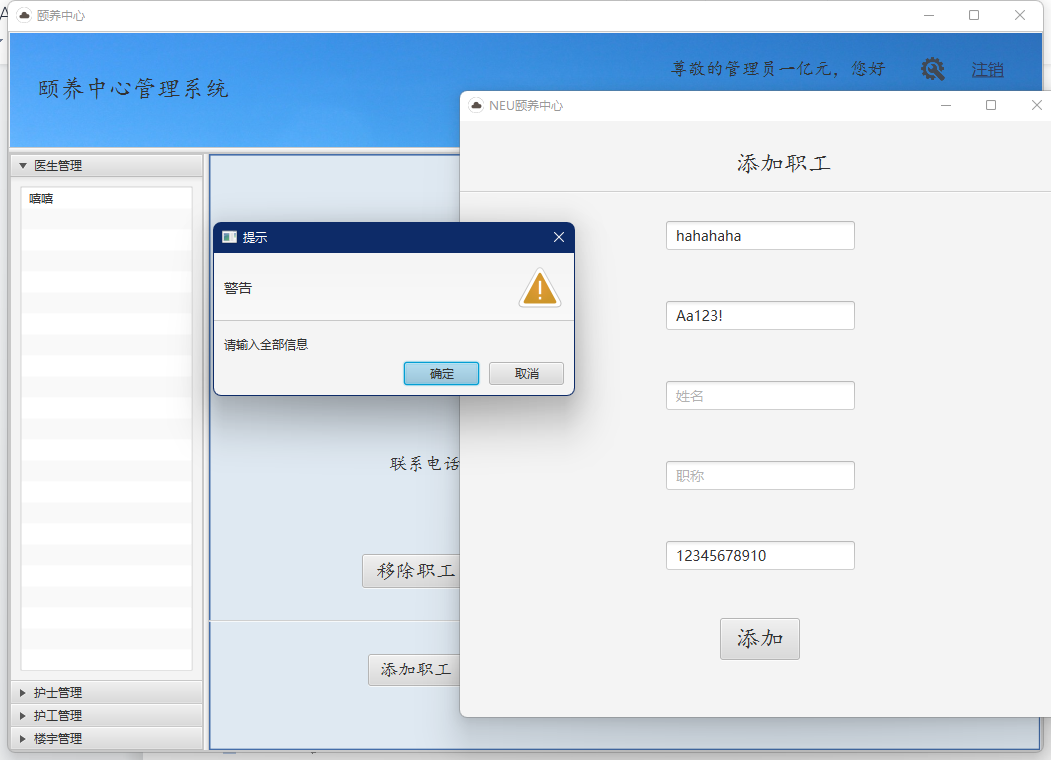 颐养中心
颐养中心管理系统
尊敬的管理员一亿元，您好
注销
医生管理
嘻嘻
护士管理
护工管理
楼宇管理
联系电话
移除职工
添加职工
NEU颐养中心
添加职工
hahahaha
Aa123!
姓名
职称
12345678910
添加
提示
警告
请输入全部信息
确定
取消